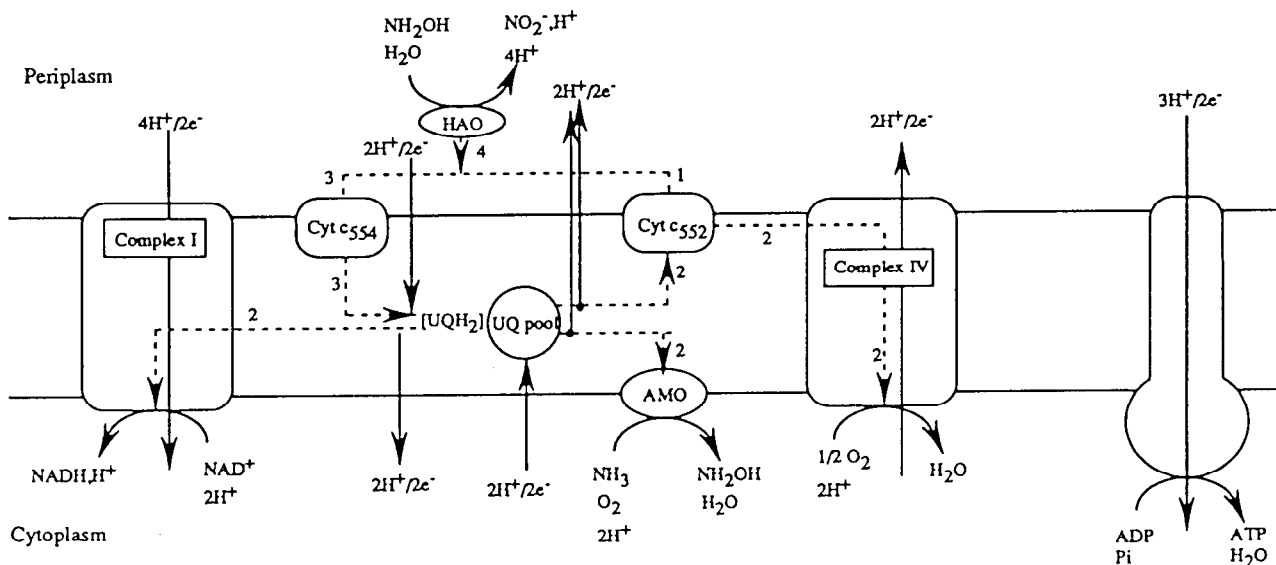 NH₂OH
H₂O
NO₂⁻,H⁺
4H⁺
Periplasm
4H⁺/2e⁻
HAO
4
2H⁺/2e⁻
2H⁺/2e⁻
2H⁺/2e⁻
3H⁺/2e⁻
3
1
Complex I
Cyt c₅₅₄
Cyt c₅₅₂
2
Complex IV
3
2
2
[UQH₂]
UQ pool
2
2
AMO
NADH,H⁺
NAD⁺
2H⁺
2H⁺/2e⁻
2H⁺/2e⁻
NH₃
O₂
2H⁺
NH₂OH
H₂O
1/2 O₂
2H⁺
H₂O
Cytoplasm
ADP
Pi
ATP
H₂O